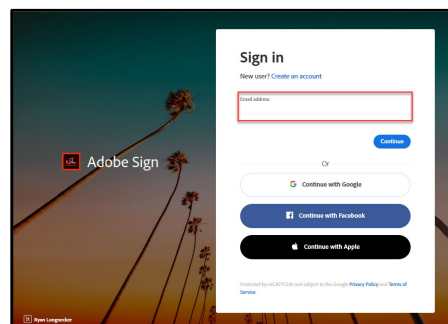 Sign in
New user? Create an account
Email address
Continue
Or
G Continue with Google
Continue with Facebook
Continue with Apple
Protected by reCAPTCHA and subject to the Google Privacy Policy and Terms of
Service
Adobe Sign
St Ryan Longnecker